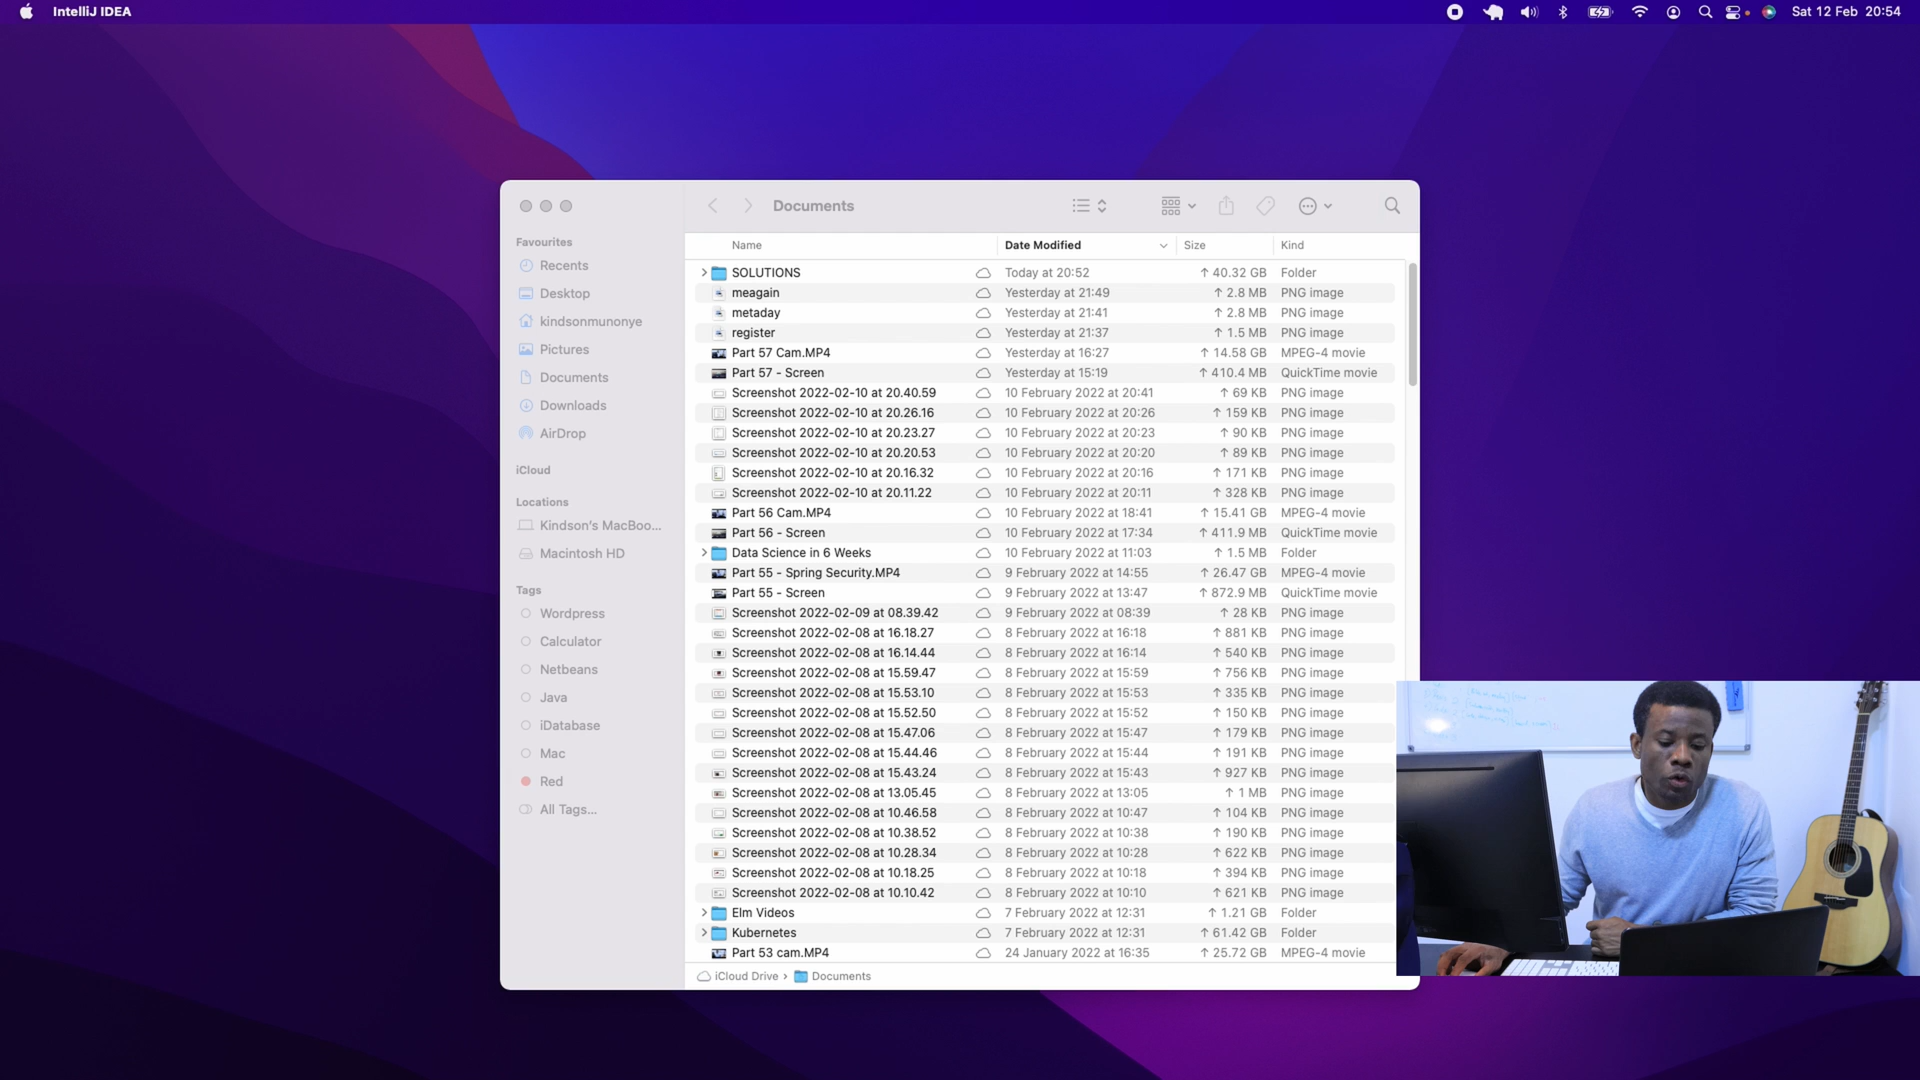 IntelliJ IDEA
Sat 12 Feb 20:54
Documents
Favourites
Recents
Desktop
kindsonmunonye
Pictures
Documents
Downloads
AirDrop
iCloud
Locations
Kindson's MacBoo...
Macintosh HD
Tags
Wordpress
Calculator
Netbeans
Java
iDatabase
Mac
Red
All Tags...
Name Date Modified Size Kind
SOLUTIONS Today at 20:52 ↑ 40.32 GB Folder
meagain Yesterday at 21:49 ↑ 2.8 MB PNG image
metaday Yesterday at 21:41 ↑ 2.8 MB PNG image
register Yesterday at 21:37 ↑ 1.5 MB PNG image
Part 57 Cam.MP4 Yesterday at 16:27 ↑ 14.58 GB MPEG-4 movie
Part 57 - Screen Yesterday at 15:19 ↑ 410.4 MB QuickTime movie
Screenshot 2022-02-10 at 20.40.59 10 February 2022 at 20:41 ↑ 69 KB PNG image
Screenshot 2022-02-10 at 20.26.16 10 February 2022 at 20:26 ↑ 159 KB PNG image
Screenshot 2022-02-10 at 20.23.27 10 February 2022 at 20:23 ↑ 90 KB PNG image
Screenshot 2022-02-10 at 20.20.53 10 February 2022 at 20:20 ↑ 89 KB PNG image
Screenshot 2022-02-10 at 20.16.32 10 February 2022 at 20:16 ↑ 171 KB PNG image
Screenshot 2022-02-10 at 20.11.22 10 February 2022 at 20:11 ↑ 328 KB PNG image
Part 56 Cam.MP4 10 February 2022 at 18:41 ↑ 15.41 GB MPEG-4 movie
Part 56 - Screen 10 February 2022 at 17:34 ↑ 411.9 MB QuickTime movie
Data Science in 6 Weeks 10 February 2022 at 11:03 ↑ 1.5 MB Folder
Part 55 - Spring Security.MP4 9 February 2022 at 14:55 ↑ 26.47 GB MPEG-4 movie
Part 55 - Screen 9 February 2022 at 13:47 ↑ 872.9 MB QuickTime movie
Screenshot 2022-02-09 at 08.39.42 9 February 2022 at 08:39 ↑ 28 KB PNG image
Screenshot 2022-02-08 at 16.18.27 8 February 2022 at 16:18 ↑ 881 KB PNG image
Screenshot 2022-02-08 at 16.14.44 8 February 2022 at 16:14 ↑ 540 KB PNG image
Screenshot 2022-02-08 at 15.59.47 8 February 2022 at 15:59 ↑ 756 KB PNG image
Screenshot 2022-02-08 at 15.53.10 8 February 2022 at 15:53 ↑ 335 KB PNG image
Screenshot 2022-02-08 at 15.52.50 8 February 2022 at 15:52 ↑ 150 KB PNG image
Screenshot 2022-02-08 at 15.47.06 8 February 2022 at 15:47 ↑ 179 KB PNG image
Screenshot 2022-02-08 at 15.44.46 8 February 2022 at 15:44 ↑ 191 KB PNG image
Screenshot 2022-02-08 at 15.43.24 8 February 2022 at 15:43 ↑ 927 KB PNG image
Screenshot 2022-02-08 at 13.05.45 8 February 2022 at 13:05 ↑ 1 MB PNG image
Screenshot 2022-02-08 at 10.46.58 8 February 2022 at 10:47 ↑ 104 KB PNG image
Screenshot 2022-02-08 at 10.38.52 8 February 2022 at 10:38 ↑ 190 KB PNG image
Screenshot 2022-02-08 at 10.28.34 8 February 2022 at 10:28 ↑ 622 KB PNG image
Screenshot 2022-02-08 at 10.18.25 8 February 2022 at 10:18 ↑ 394 KB PNG image
Screenshot 2022-02-08 at 10.10.42 8 February 2022 at 10:10 ↑ 621 KB PNG image
Elm Videos 7 February 2022 at 12:31 ↑ 1.21 GB Folder
Kubernetes 7 February 2022 at 12:31 ↑ 61.42 GB Folder
Part 53 cam.MP4 24 January 2022 at 16:35 ↑ 25.72 GB MPEG-4 movie
iCloud Drive › Documents